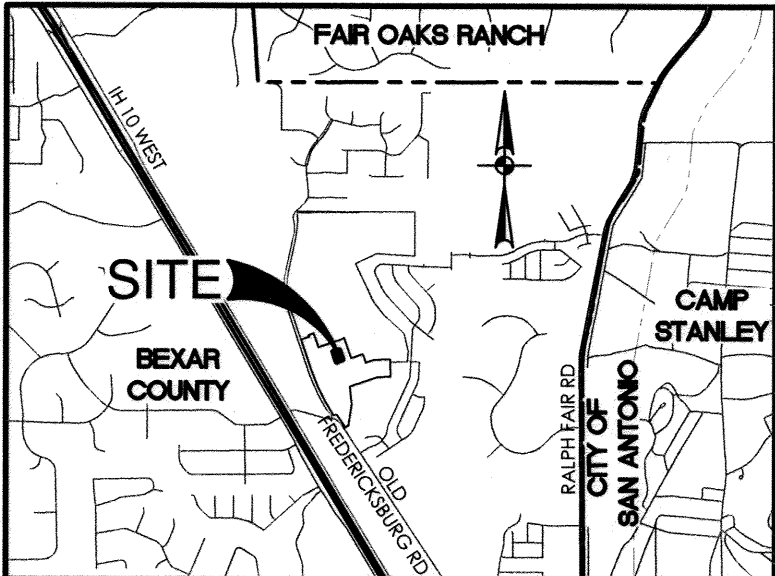 FAIR OAKS RANCH
IH 10 WEST
SITE
CAMP
STANLEY
BEXAR
COUNTY
RALPH FAIR RD
CITY OF
SAN ANTONIO
OLD
FREDERICKSBURG RD